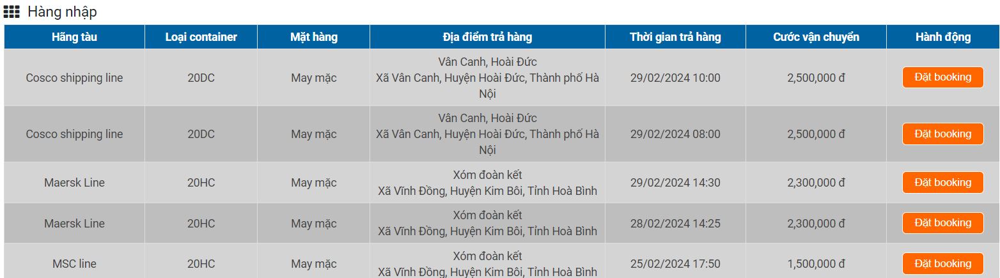 Hàng nhập
Hãng tàu Loại container Mặt hàng Địa điểm trả hàng Thời gian trả hàng Cước vận chuyển Hành động
Vân Canh, Hoài Đức
Cosco shipping line 20DC May mặc Xã Vân Canh, Huyện Hoài Đức, Thành phố Hà 29/02/2024 10:00 2,500,000 đ Đặt booking
Nội
Vân Canh, Hoài Đức
Cosco shipping line 20DC May mặc Xã Vân Canh, Huyện Hoài Đức, Thành phố Hà 29/02/2024 08:00 2,500,000 đ Đặt booking
Nội
Xóm đoàn kết
Maersk Line 20HC May mặc 29/02/2024 14:30 2,300,000 đ Đặt booking
Xã Vĩnh Đồng, Huyện Kim Bôi, Tỉnh Hoà Bình
Xóm đoàn kết
Maersk Line 20HC May mặc 28/02/2024 14:25 2,300,000 đ Đặt booking
Xã Vĩnh Đồng, Huyện Kim Bôi, Tỉnh Hoà Bình
Xóm đoàn kết
MSC line 20HC May mặc 25/02/2024 17:50 1,500,000 đ Đặt booking
Xã Vĩnh Đồng, Huyện Kim Bôi, Tỉnh Hoà Bình